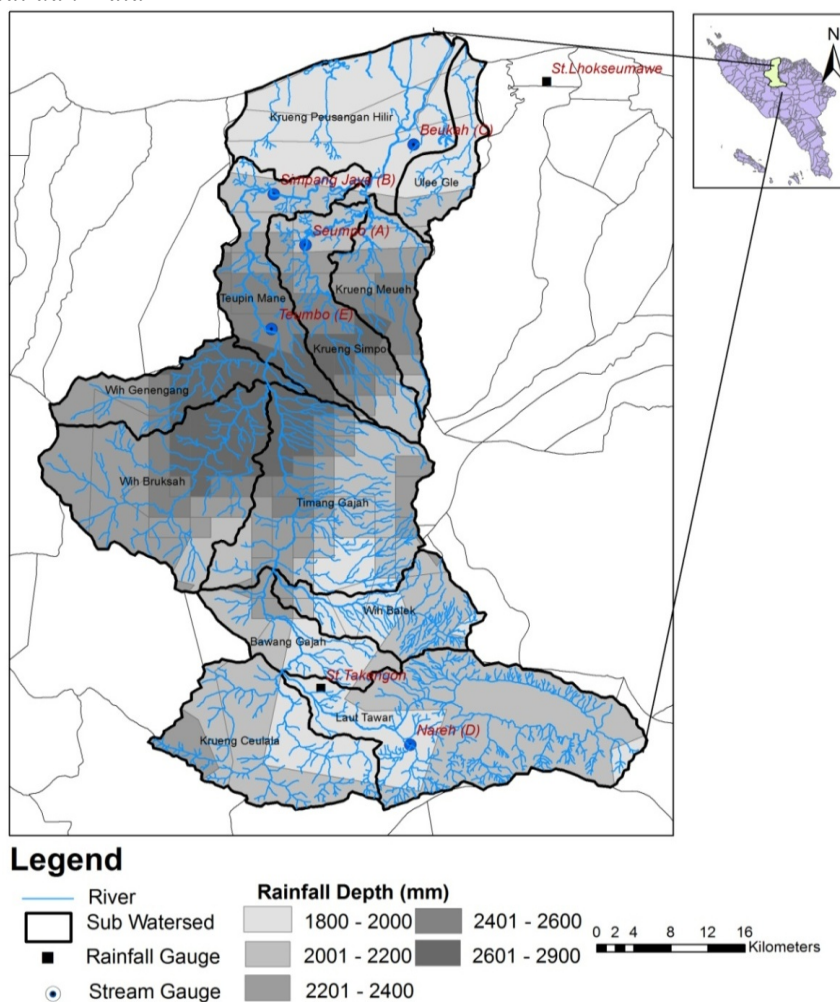 N
St.Lhokseumawe
Krueng Peusangan Hilir
Beukah (C)
Simpang Jaya (B)
Ulee Gle
Seumpo (A)
Krueng Meueh
Teupin Mane
Teumbo (E)
Krueng Simpo
Wih Genengang
Wih Bruksah
Timang Gajah
Wih Balek
Bawang Gajah
St.Takengon
Laut Tawar
Nareh (D)
Krueng Ceulala
Legend
River
Sub Watersed
Rainfall Gauge
Stream Gauge
Rainfall Depth (mm)
1800 - 2000
2001 - 2200
2201 - 2400
2401 - 2600
2601 - 2900
0 2 4 8 12 16
Kilometers